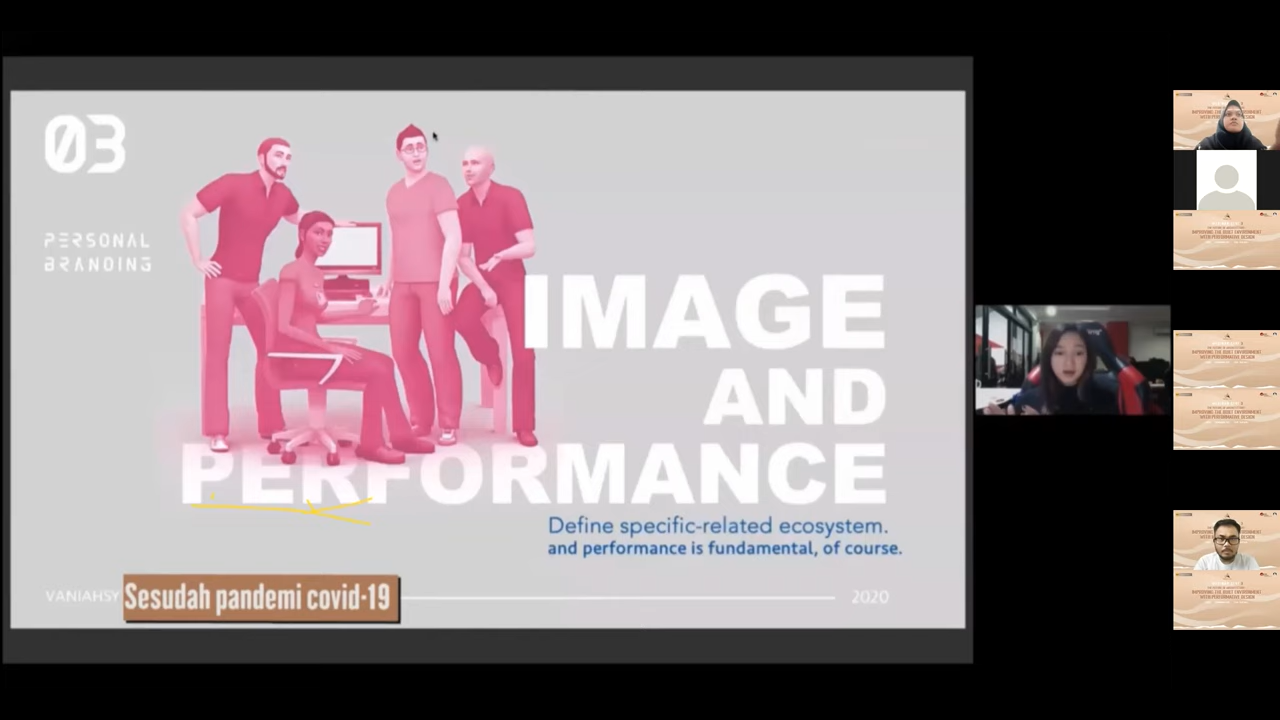 03
PERSONAL
BRANDING
IMAGE
AND
PERFORMANCE
Define specific-related ecosystem.
and performance is fundamental, of course.
VANIAHSY
Sesudah pandemi covid-19
2020